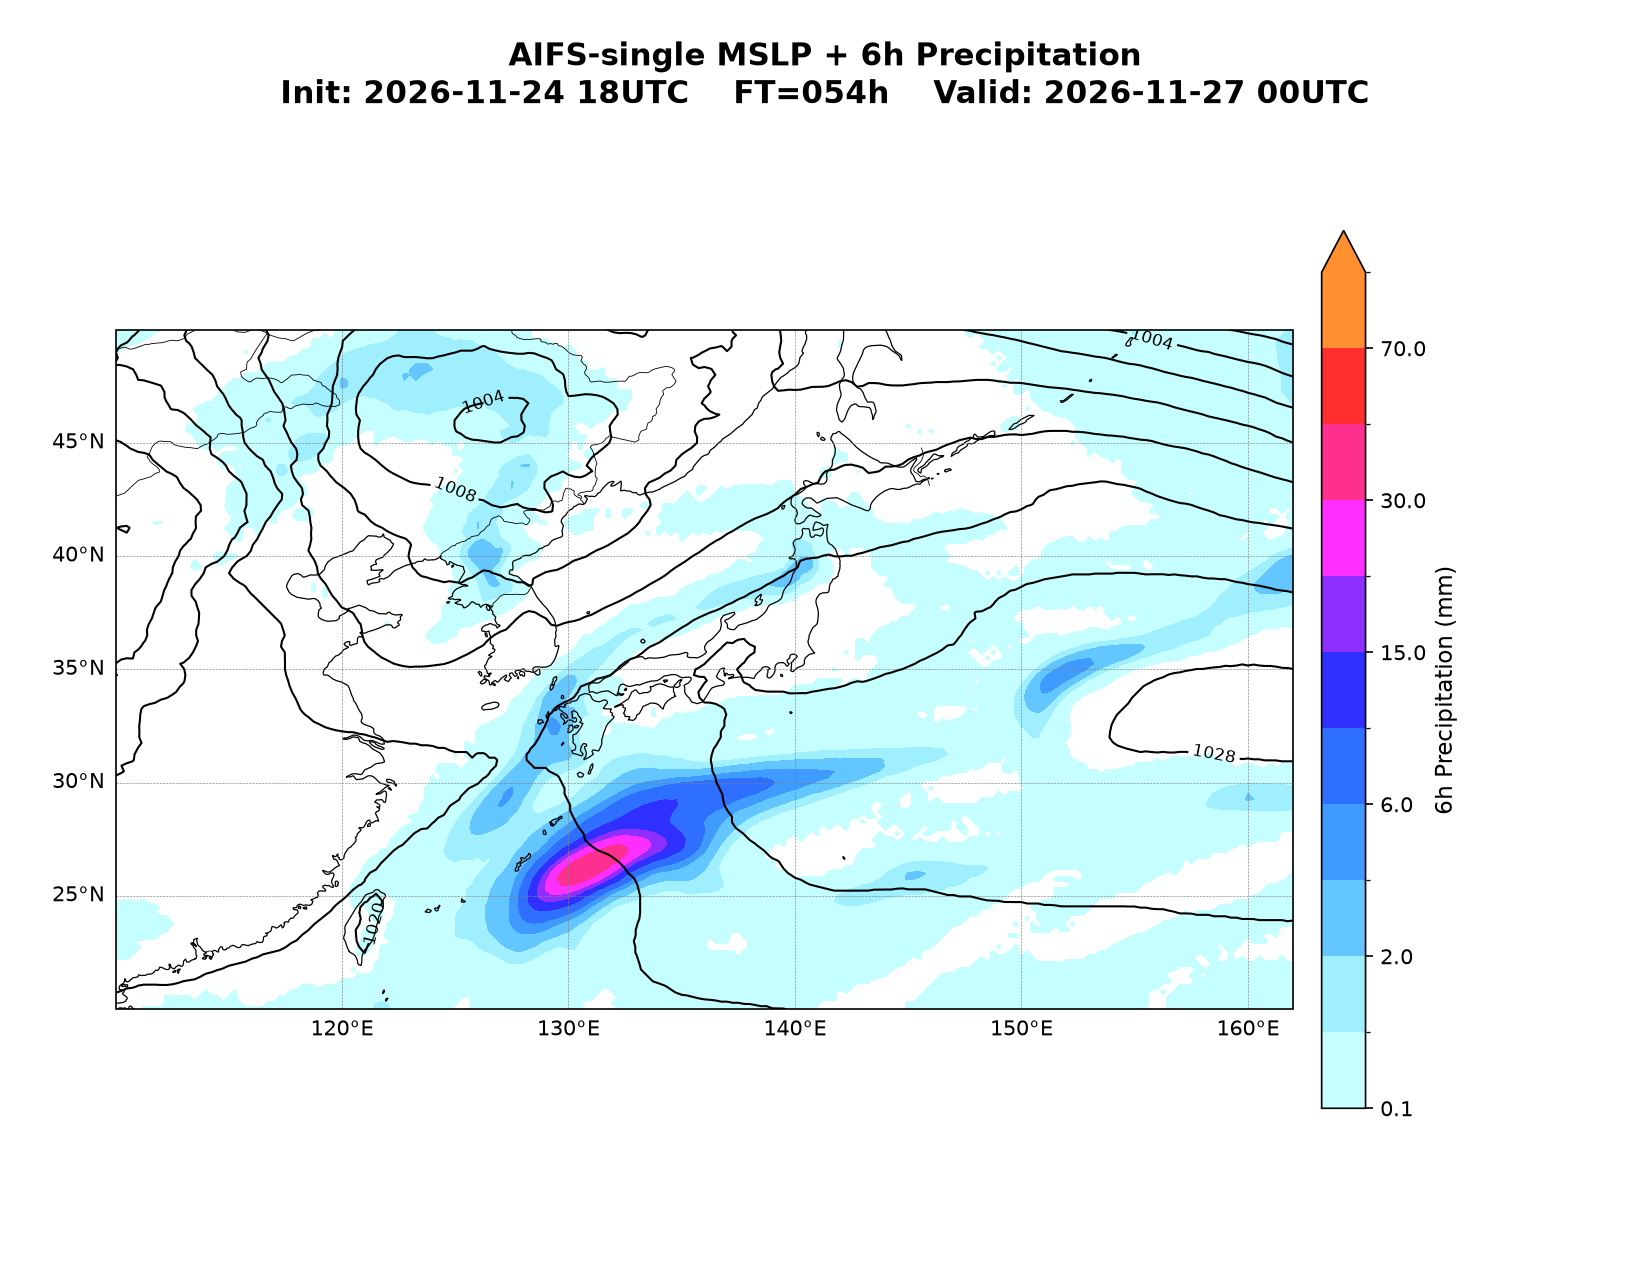 AIFS-single MSLP + 6h Precipitation
Init: 2026-11-24 18UTC    FT=054h    Valid: 2026-11-27 00UTC
1004
1004
1008
1028
1020
45°N
40°N
35°N
30°N
25°N
120°E
130°E
140°E
150°E
160°E
70.0
30.0
15.0
6.0
2.0
0.1
6h Precipitation (mm)